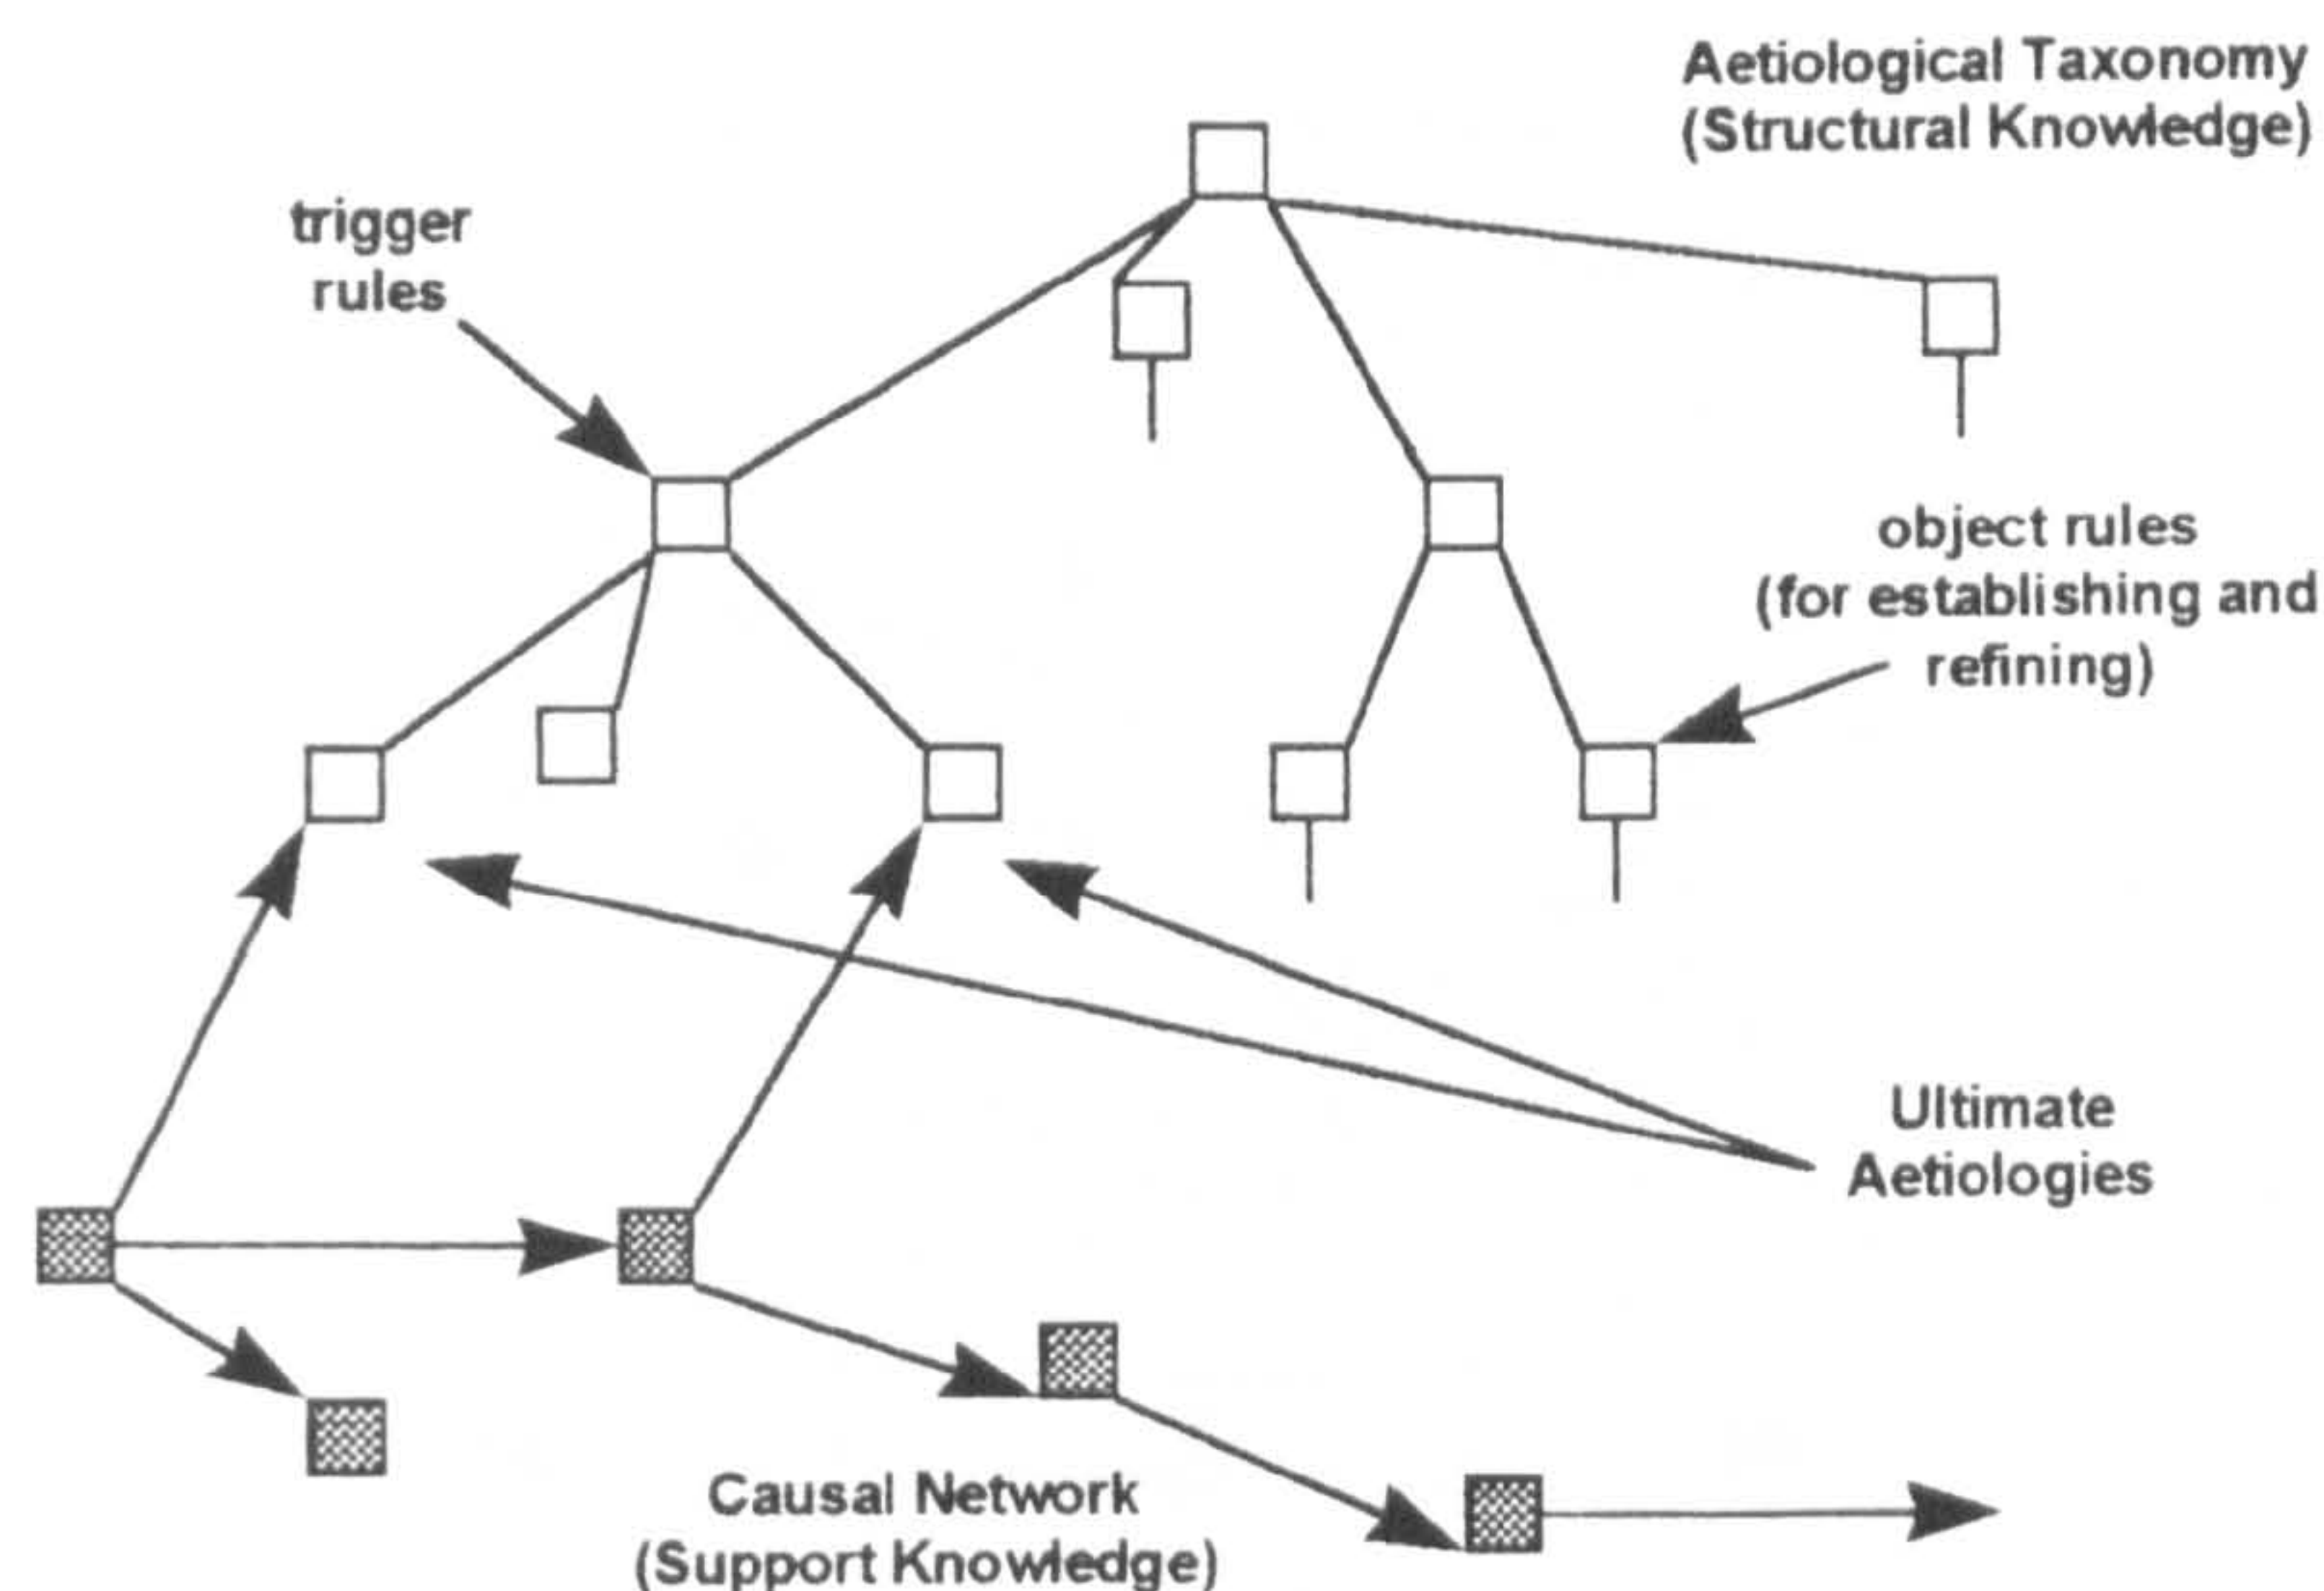 Aetiological Taxonomy
(Structural Knowledge)
trigger
rules
object rules
(for establishing and
refining)
Ultimate
Aetiologies
Causal Network
(Support Knowledge)